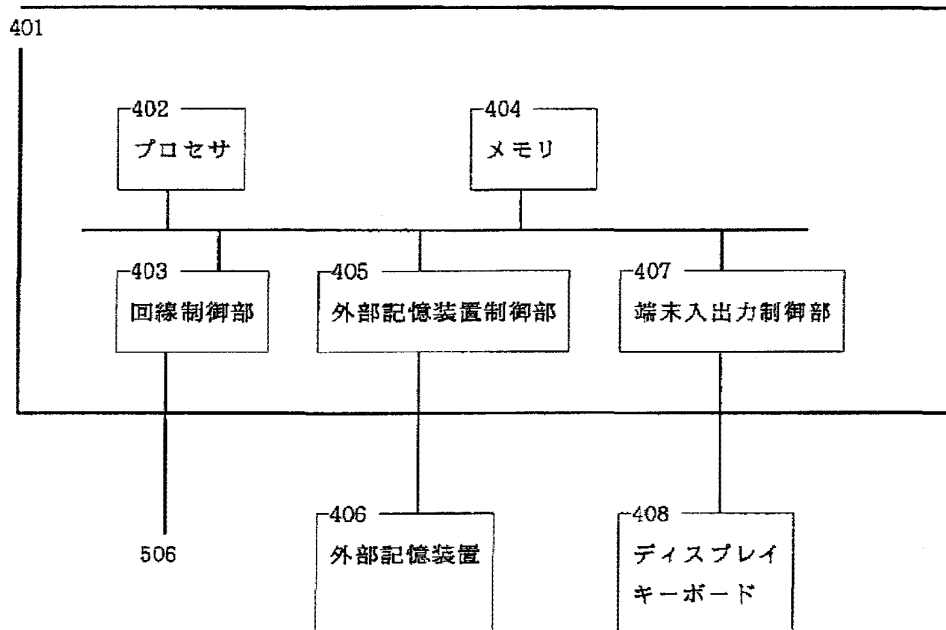 401
402
プロセサ
404
メモリ
403
回線制御部
405
外部記憶装置制御部
407
端末入出力制御部
506
406
外部記憶装置
408
ディスプレイ
キーボード